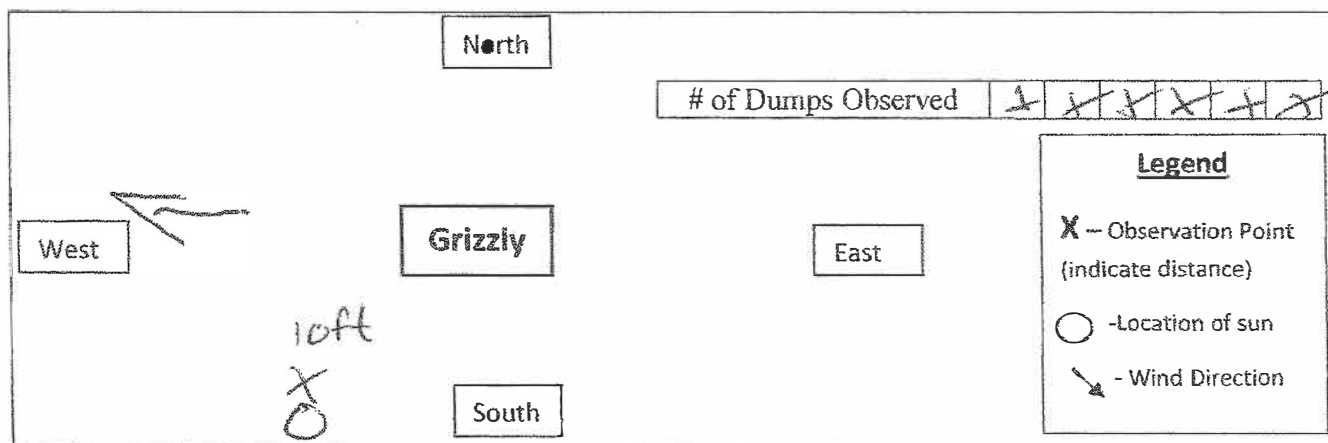 North
# of Dumps Observed
Legend
West
Grizzly
East
X – Observation Point
(indicate distance)
10ft
-Location of sun
X
South
- Wind Direction